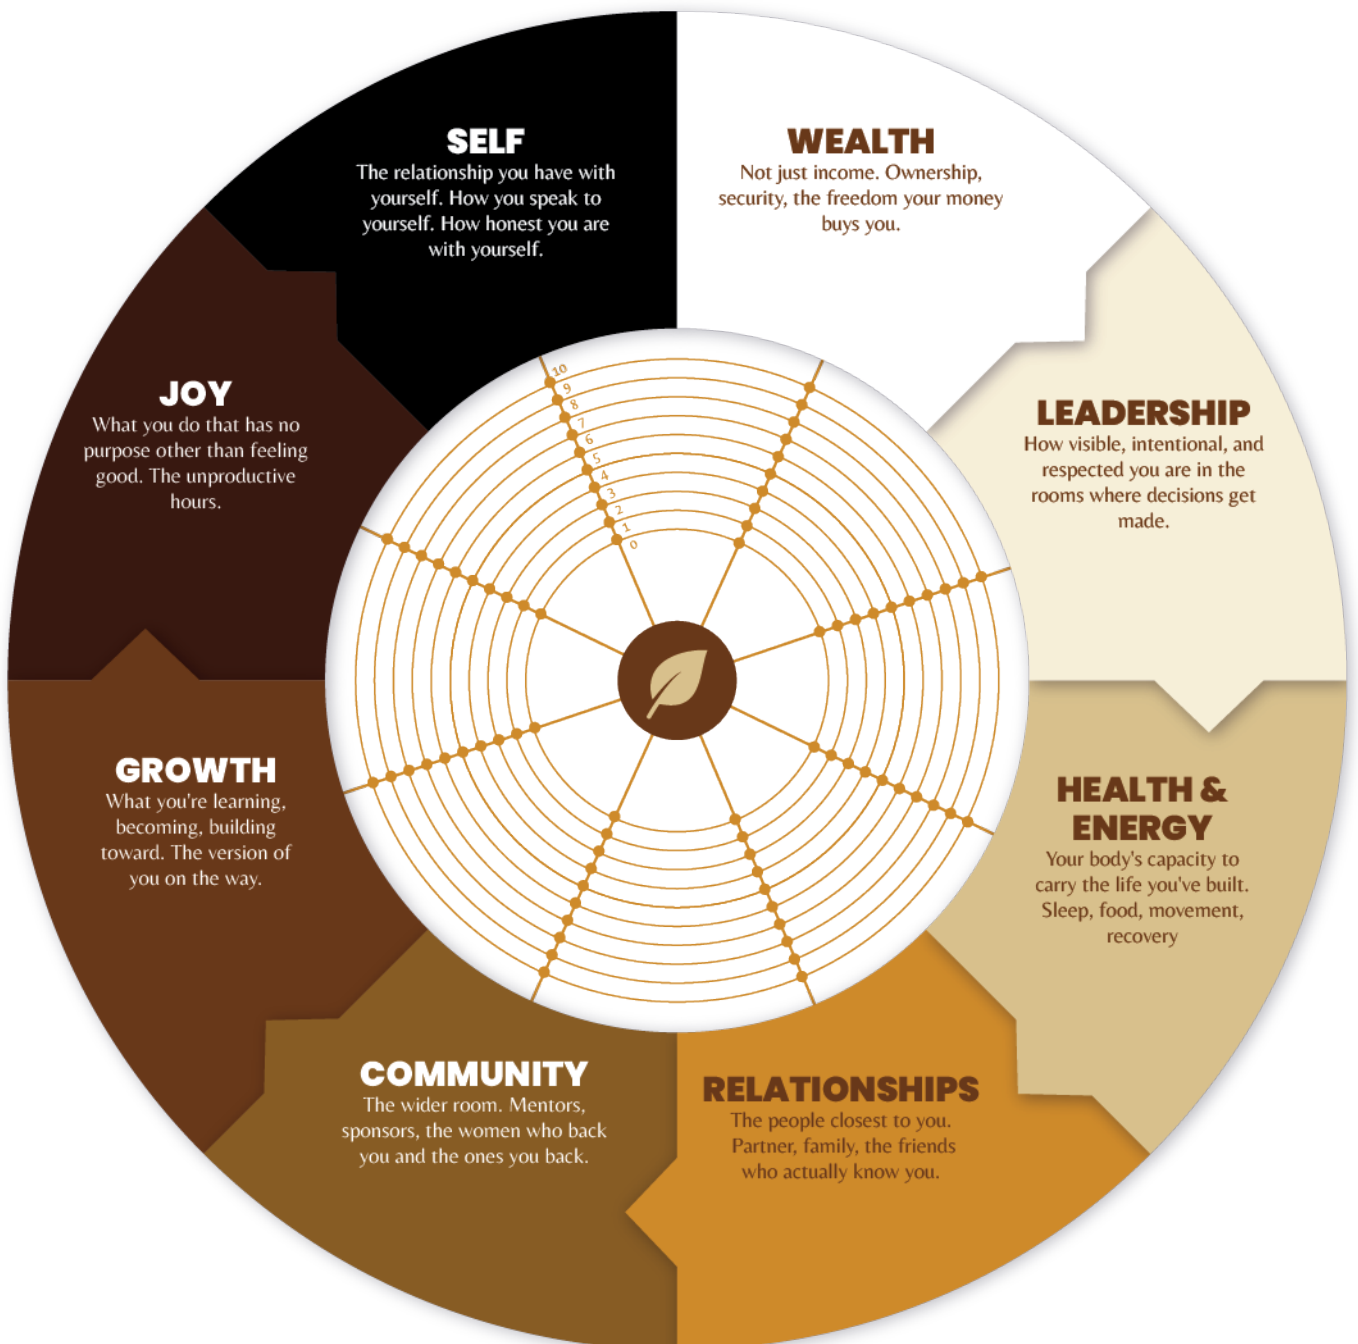 SELF
The relationship you have with
yourself. How you speak to
yourself. How honest you are
with yourself.
WEALTH
Not just income. Ownership,
security, the freedom your money
buys you.
LEADERSHIP
How visible, intentional, and
respected you are in the
rooms where decisions get
made.
HEALTH &
ENERGY
Your body's capacity to
carry the life you've built.
Sleep, food, movement,
recovery
RELATIONSHIPS
The people closest to you.
Partner, family, the friends
who actually know you.
COMMUNITY
The wider room. Mentors,
sponsors, the women who back
you and the ones you back.
GROWTH
What you're learning,
becoming, building
toward. The version of
you on the way.
JOY
What you do that has no
purpose other than feeling
good. The unproductive
hours.
10
9
8
7
6
5
4
3
2
1
0